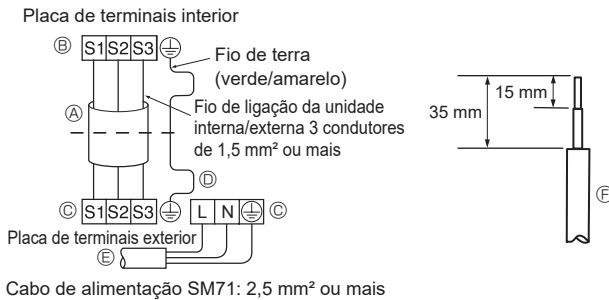 Placa de terminais interior
Ⓑ S1 S2 S3
Fio de terra
(verde/amarelo)
Ⓐ
Fio de ligação da unidade
interna/externa 3 condutores
de 1,5 mm² ou mais
Ⓓ
Ⓒ S1 S2 S3 L N Ⓒ
Placa de terminais exterior
Ⓔ
Cabo de alimentação SM71: 2,5 mm² ou mais
15 mm
35 mm
Ⓕ